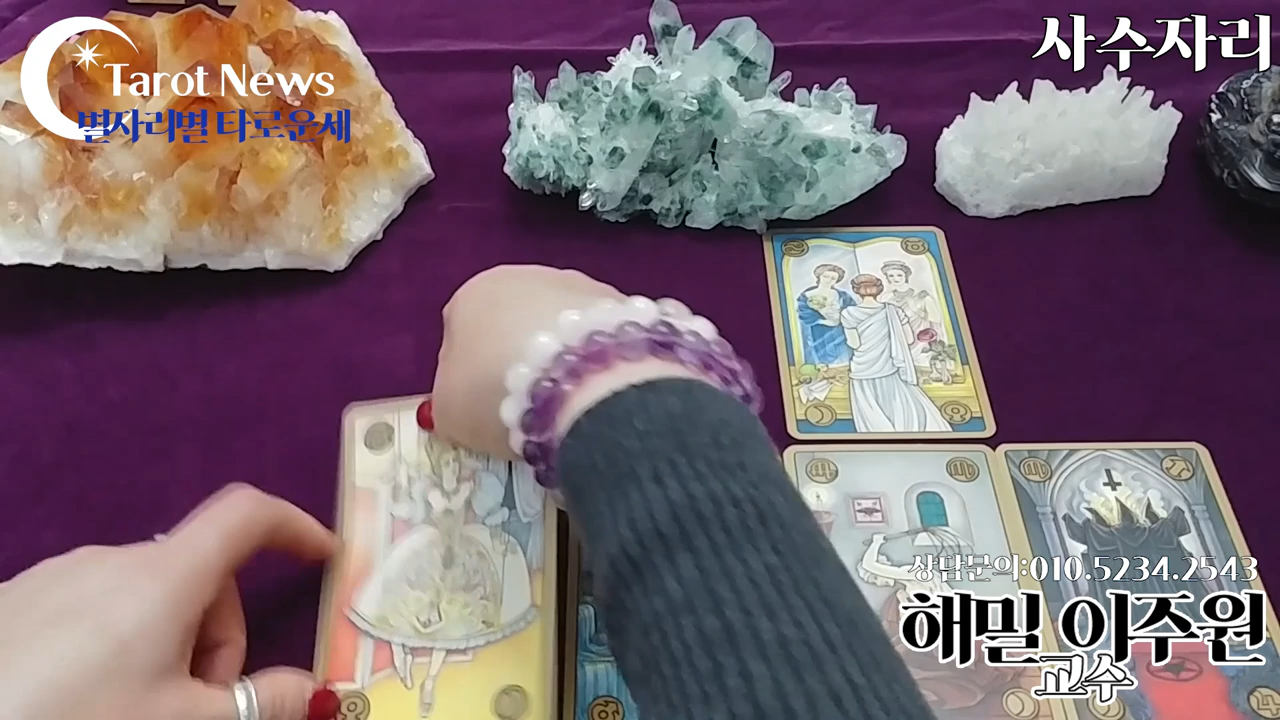 Tarot News
별자리별 타로운세
사수자리
상담문의:010.5234.2543
해밀 이주원
교수